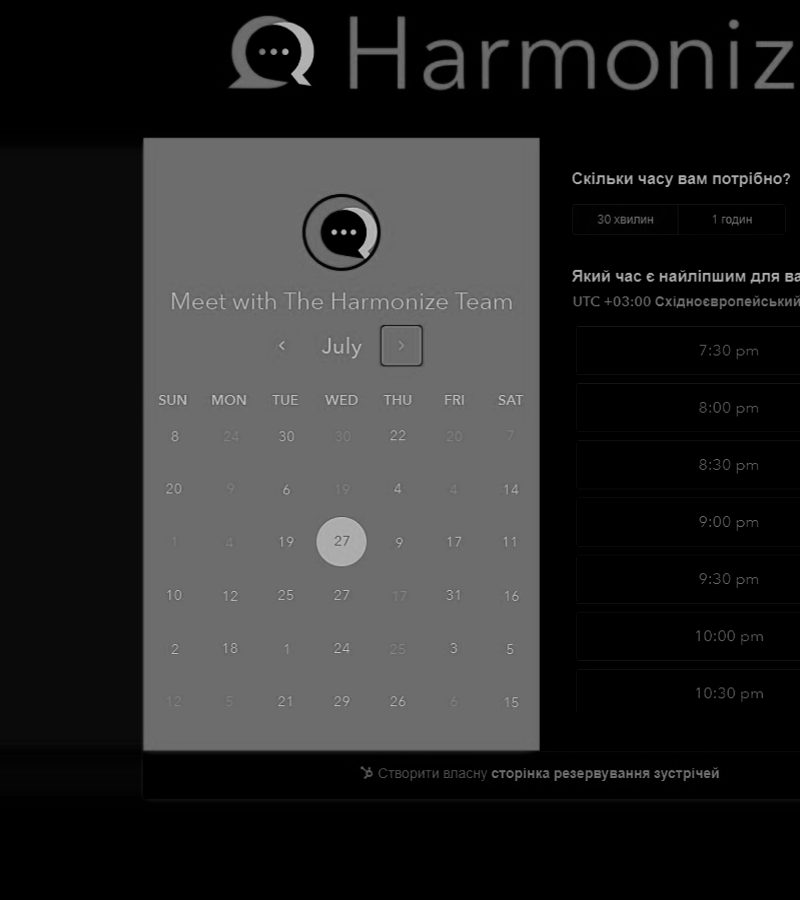 Harmoniz
Meet with The Harmonize Team
July
SUN MON TUE WED THU FRI SAT
8 24 30 30 22 20 7
20 9 6 19 4 4 14
1 4 19 27 9 17 11
10 12 25 27 17 31 16
2 18 1 24 25 3 5
12 5 21 29 26 6 15
Скільки часу вам потрібно?
30 хвилин 1 годин
Який час є найліпшим для ва
UTC +03:00 Східноєвропейський
7:30 pm
8:00 pm
8:30 pm
9:00 pm
9:30 pm
10:00 pm
10:30 pm
Створити власну сторінка резервування зустрічей